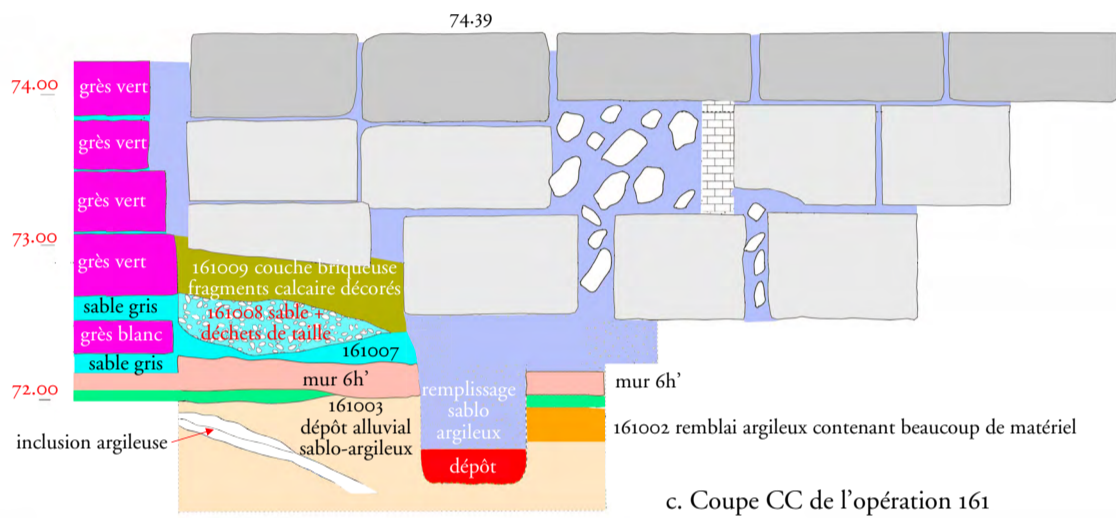 74.39
74.00
grès vert
grès vert
grès vert
73.00
grès vert
161009 couche briqueuse
fragments calcaire décorés
sable gris
161008 sable +
déchets de taille
grès blanc
161007
sable gris
72.00
mur 6h’
mur 6h’
remplissage
sablo
argileux
161003
dépôt alluvial
sablo-argileux
inclusion argileuse
161002 remblai argileux contenant beaucoup de matériel
dépôt
c. Coupe CC de l’opération 161